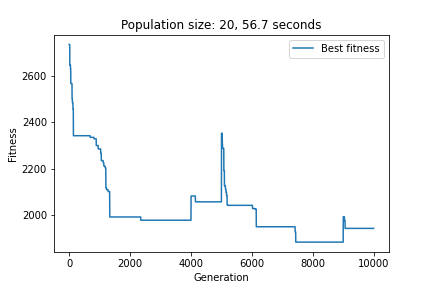 Population size: 20, 56.7 seconds
Best fitness
2600
2400
2200
2000
Fitness
0 2000 4000 6000 8000 10000
Generation